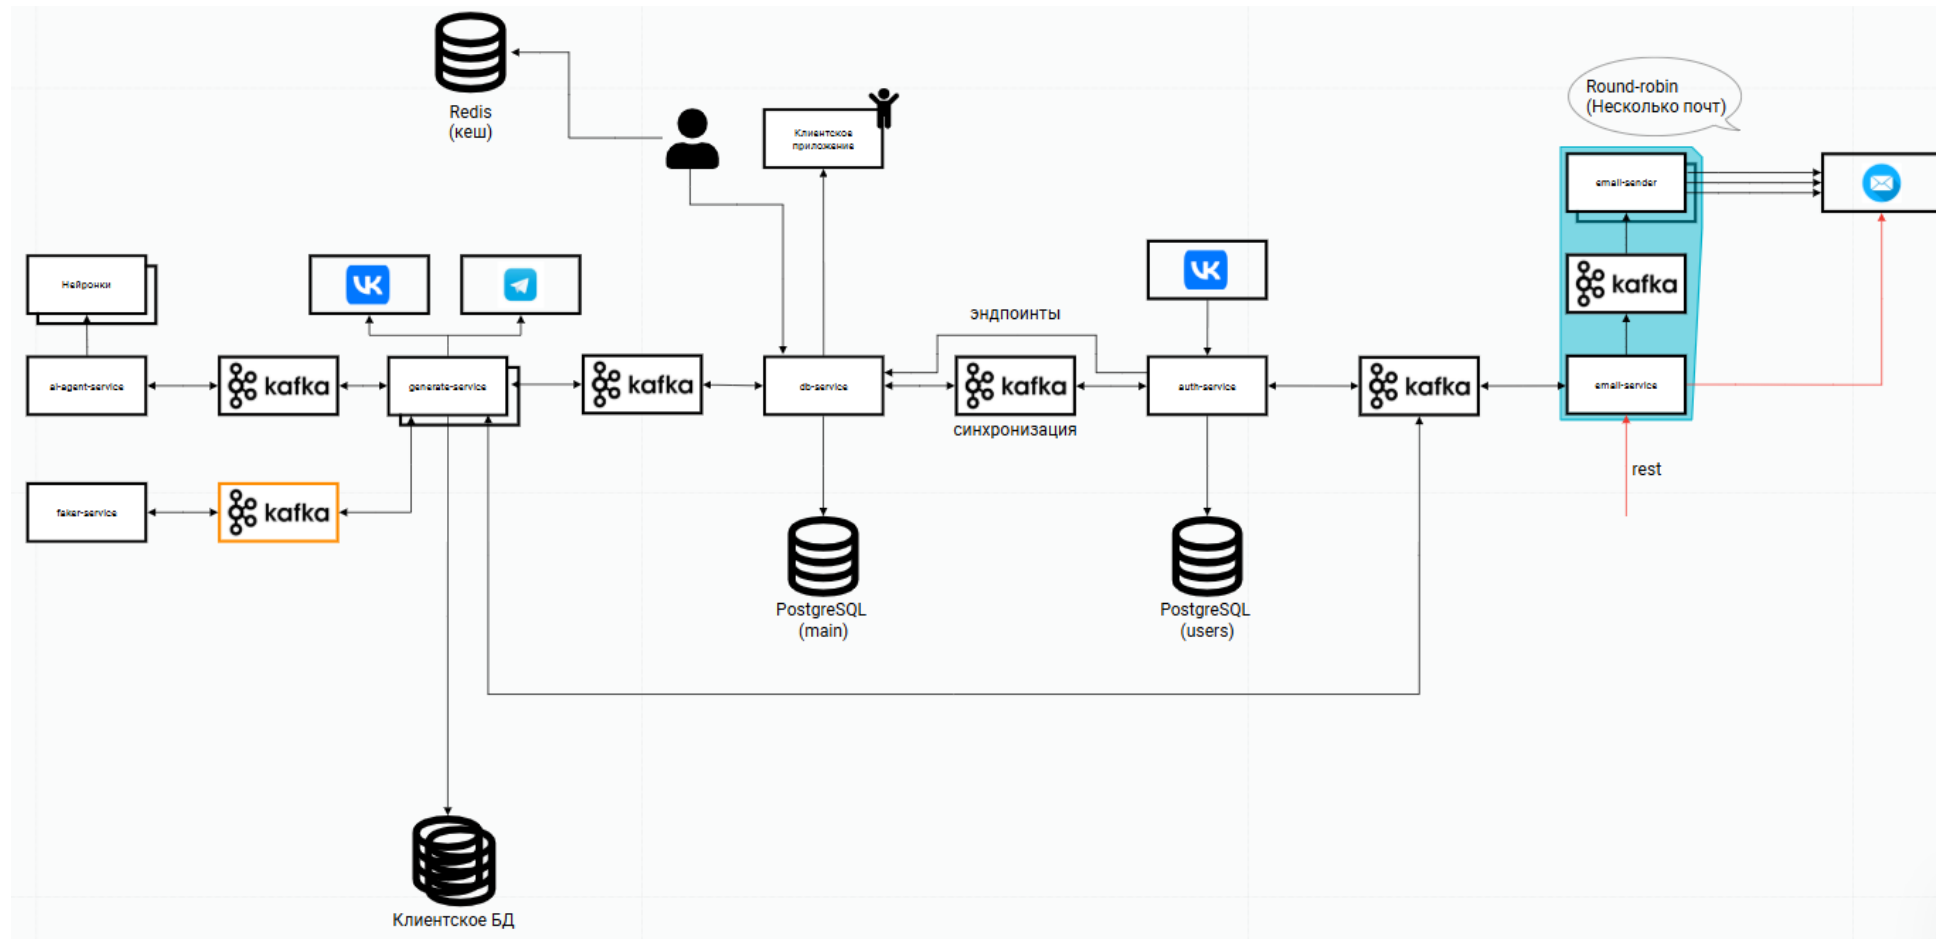 Redis
(кеш)
Клиентское
приложение
Round-robin
(Несколько почт)
email-sender
Нейронки
VK
VK
kafka
эндпоинты
ai-agent-service
kafka
generate-service
kafka
db-service
kafka
auth-service
kafka
email-service
синхронизация
rest
faker-service
kafka
PostgreSQL
(main)
PostgreSQL
(users)
Клиентское БД